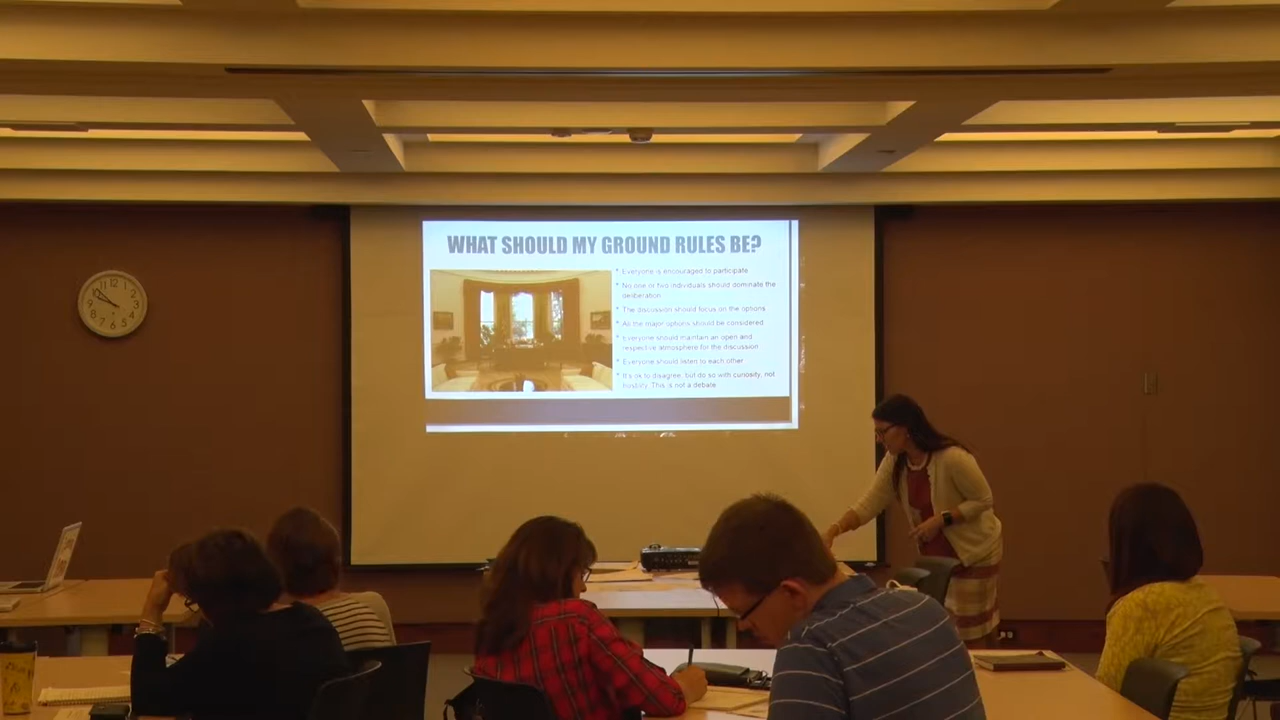 WHAT SHOULD MY GROUND RULES BE?
* Everyone is encouraged to participate
* No one or two individuals should dominate the
deliberation
* The discussion should focus on the options
* All the major options should be considered
* Everyone should maintain an open and
respective atmosphere for the discussion
* Everyone should listen to each other
* It's ok to disagree, but do so with curiosity, not
hostility. This is not a debate